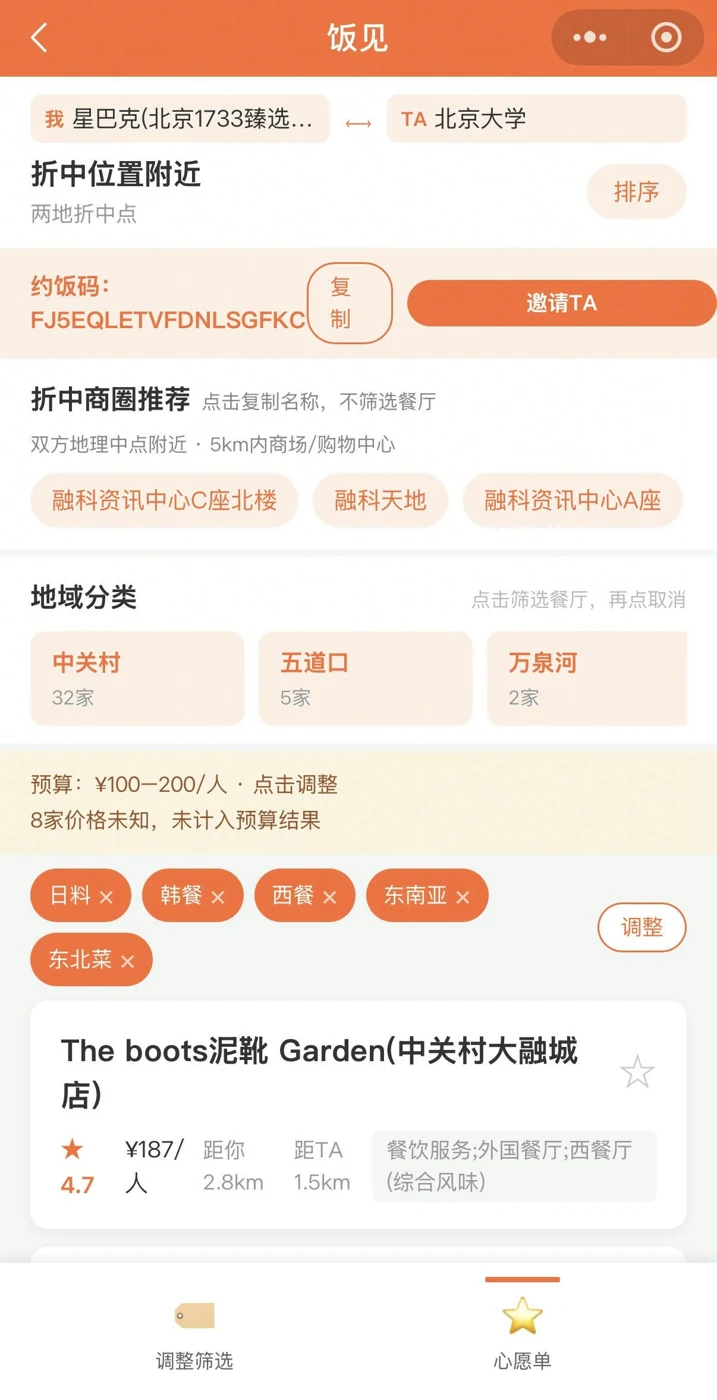 饭见
我 星巴克(北京1733臻选...
TA 北京大学
折中位置附近
两地折中点
排序
约饭码：
FJ5EQLETVFDNLSGFKC
复
制
邀请TA
折中商圈推荐 点击复制名称，不筛选餐厅
双方地理中点附近 · 5km内商场/购物中心
融科资讯中心C座北楼 融科天地 融科资讯中心A座
地域分类 点击筛选餐厅，再点取消
中关村 五道口 万泉河
32家 5家 2家
预算：¥100—200/人 · 点击调整
8家价格未知，未计入预算结果
日料 × 韩餐 × 西餐 × 东南亚 ×
东北菜 ×
调整
The boots泥靴 Garden(中关村大融城
店)
★ ¥187/ 距你 距TA 餐饮服务;外国餐厅;西餐厅
4.7 人 2.8km 1.5km (综合风味)
调整筛选 心愿单